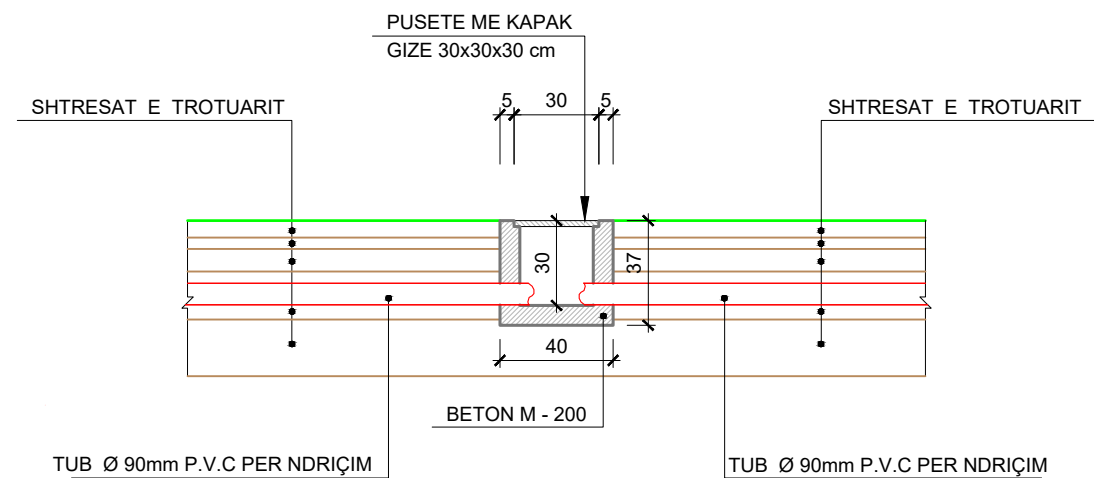 PUSETE ME KAPAK
GIZE 30x30x30 cm
SHTRESAT E TROTUARIT
5 30 5
SHTRESAT E TROTUARIT
30
37
40
BETON M - 200
TUB Ø 90mm P.V.C PER NDRIÇIM
TUB Ø 90mm P.V.C PER NDRIÇIM